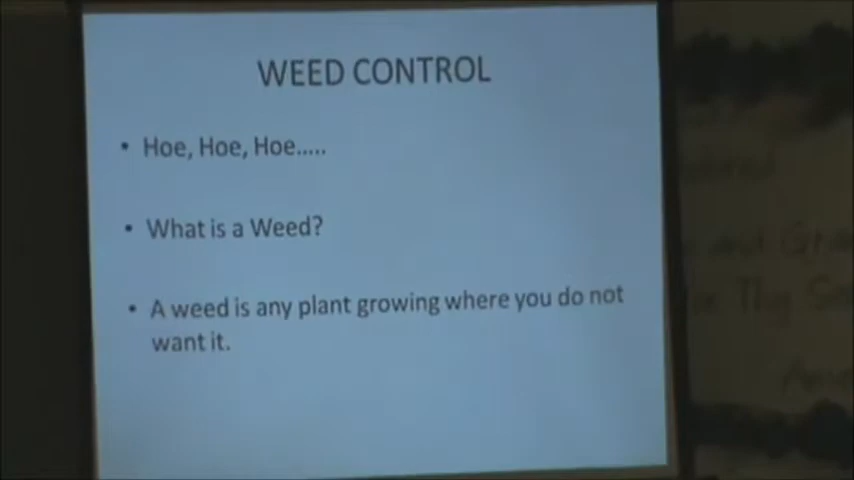 WEED CONTROL
• Hoe, Hoe, Hoe.....
• What is a Weed?
• A weed is any plant growing where you do not
want it.
and